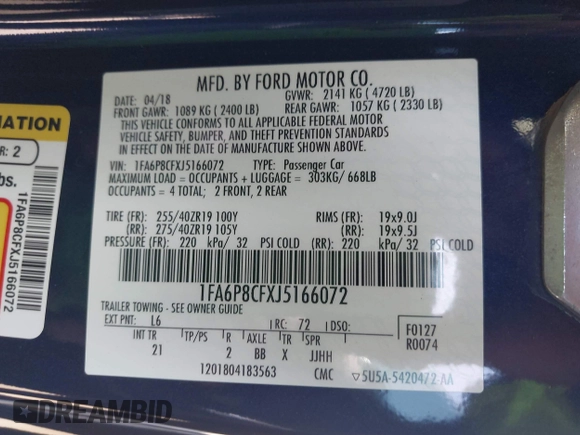 MFD. BY FORD MOTOR CO.
DATE: 04/18 GVWR: 2141 KG ( 4720 LB)
FRONT GAWR: 1089 KG ( 2400 LB) REAR GAWR: 1057 KG ( 2330 LB)
THIS VEHICLE CONFORMS TO ALL APPLICABLE FEDERAL MOTOR
VEHICLE SAFETY, BUMPER, AND THEFT PREVENTION STANDARDS
IN EFFECT ON THE DATE OF MANUFACTURE SHOWN ABOVE.
VIN: 1FA6P8CFXJ5166072 TYPE: Passenger Car
MAXIMUM LOAD = OCCUPANTS + LUGGAGE = 303KG/ 668LB
OCCUPANTS = 4 TOTAL; 2 FRONT, 2 REAR
TIRE (FR): 255/40ZR19 100Y RIMS (FR): 19x9.0J
(RR): 275/40ZR19 105Y (RR): 19x9.5J
PRESSURE (FR): 220 kPa/ 32 PSI COLD (RR): 220 kPa/ 32 PSI COLD
1FA6P8CFXJ5166072
TRAILER TOWING - SEE OWNER GUIDE
EXT PNT: L6 RC: 72 DSO:
INT TR TP/PS R AXLE TR SPR
21 2 BB X JJHH
F0127
R0074
1201804183563 CMC 5U5A-5420472-AA
MATION
R: 2
bs.
1FA6P8CFXJ5166072
DREAMBID